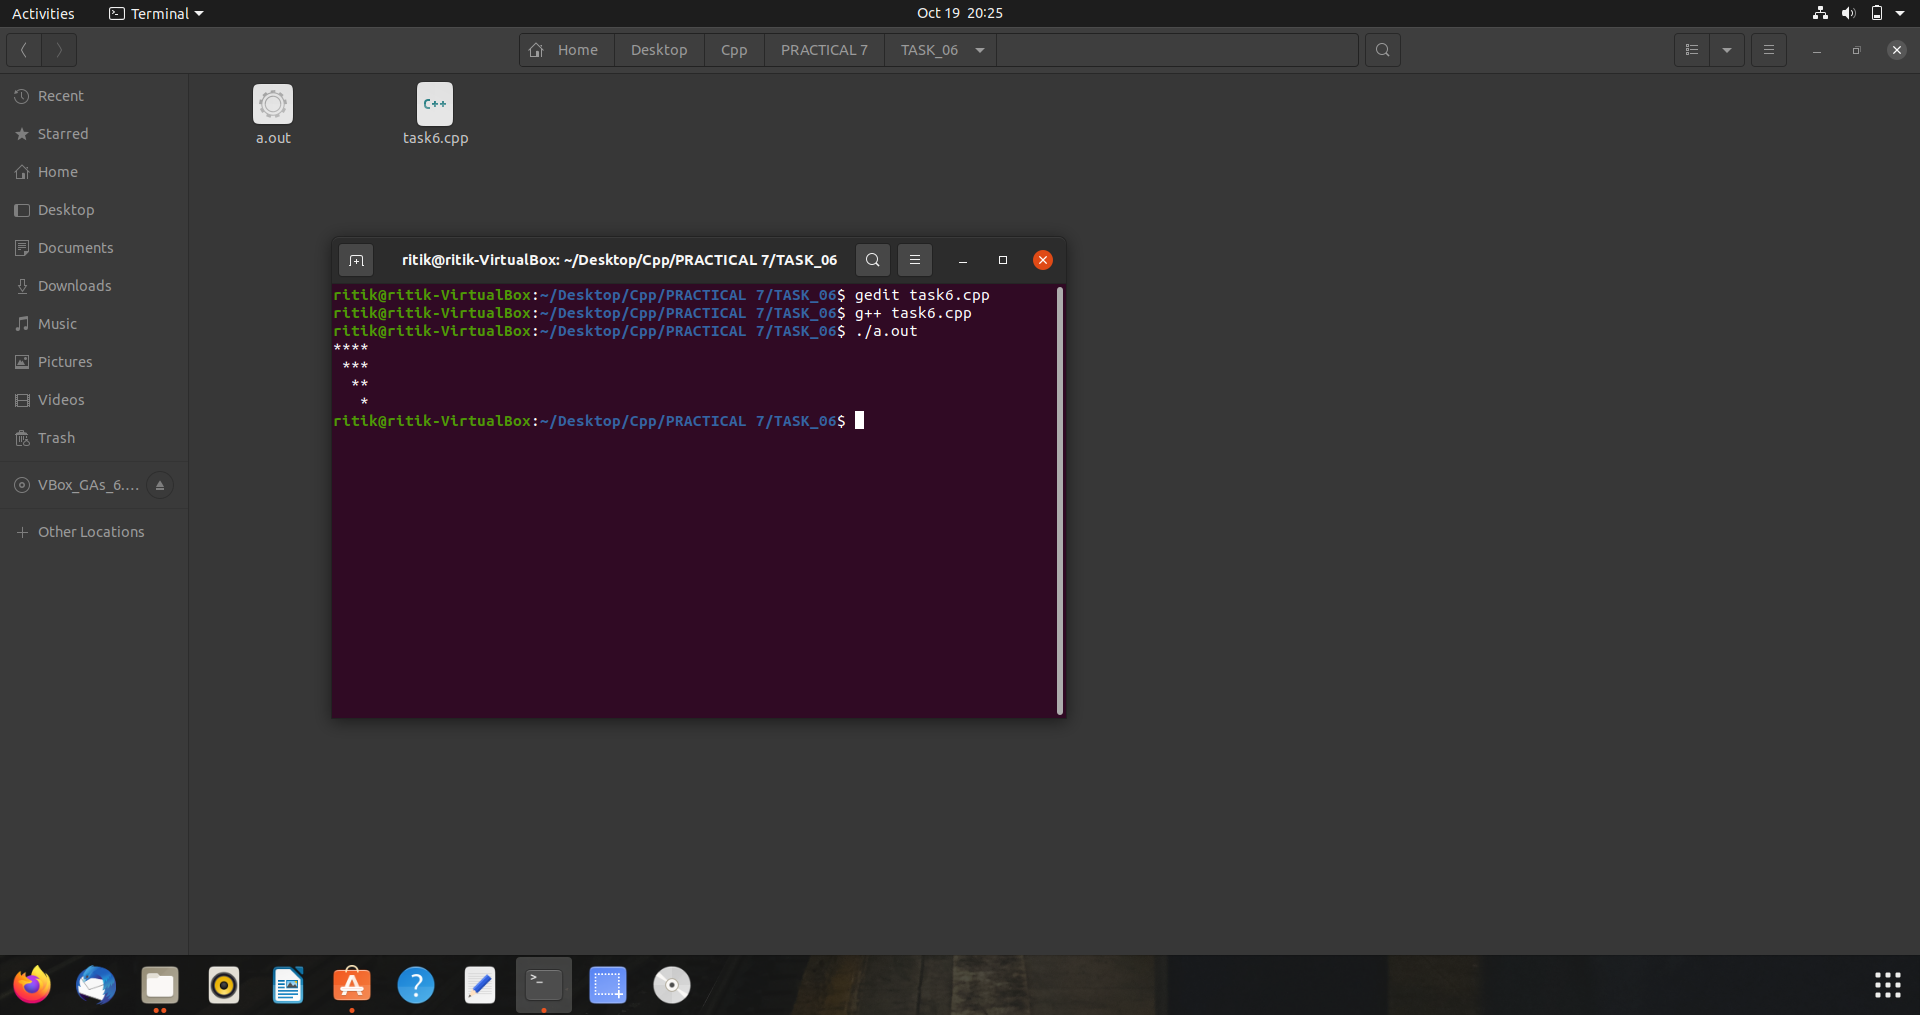 Activities Terminal Oct 19 20:25
Home Desktop Cpp PRACTICAL 7 TASK_06
Recent
Starred
Home
Desktop
Documents
Downloads
Music
Pictures
Videos
Trash
VBox_GAs_6....
Other Locations
a.out
C++
task6.cpp
ritik@ritik-VirtualBox: ~/Desktop/Cpp/PRACTICAL 7/TASK_06
ritik@ritik-VirtualBox:~/Desktop/Cpp/PRACTICAL 7/TASK_06$ gedit task6.cpp
ritik@ritik-VirtualBox:~/Desktop/Cpp/PRACTICAL 7/TASK_06$ g++ task6.cpp
ritik@ritik-VirtualBox:~/Desktop/Cpp/PRACTICAL 7/TASK_06$ ./a.out
****
 ***
  **
   *
ritik@ritik-VirtualBox:~/Desktop/Cpp/PRACTICAL 7/TASK_06$